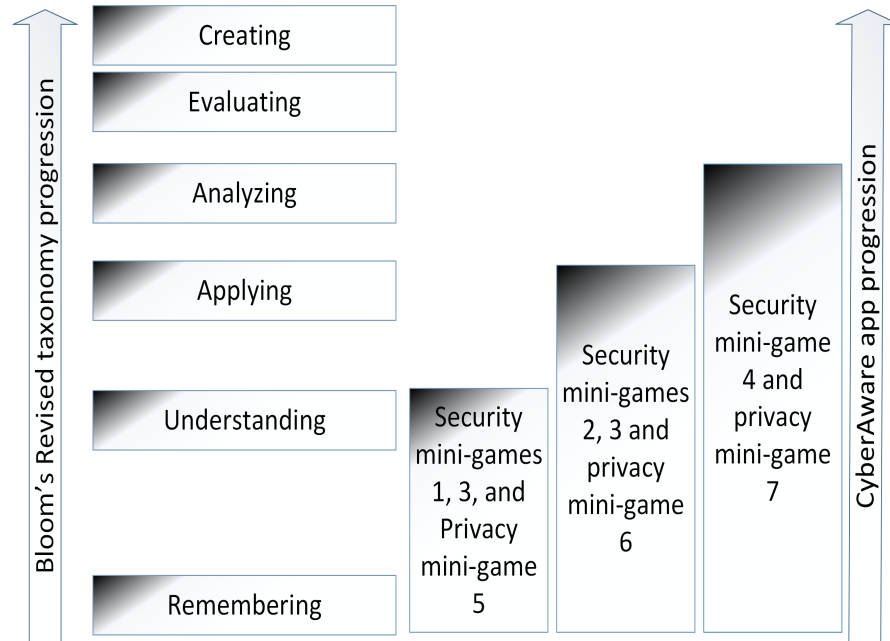 Bloom's Revised taxonomy progression
Creating
Evaluating
Analyzing
Applying
Understanding
Remembering
Security
mini-games
1, 3, and
Privacy
mini-game
5
Security
mini-games
2, 3 and
privacy
mini-game
6
Security
mini-game
4 and
privacy
mini-game
7
CyberAware app progression